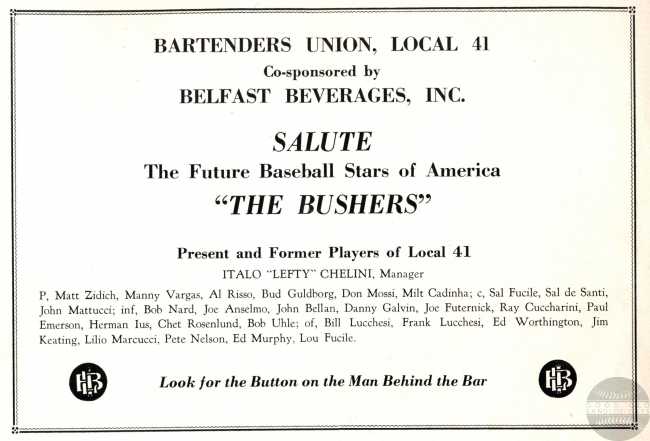 BARTENDERS UNION, LOCAL 41
Co-sponsored by
BELFAST BEVERAGES, INC.
SALUTE
The Future Baseball Stars of America
“THE BUSHERS”
Present and Former Players of Local 41
ITALO “LEFTY” CHELINI, Manager
P, Matt Zidich, Manny Vargas, Al Risso, Bud Guldborg, Don Mossi, Milt Cadinha; c, Sal Fucile, Sal de Santi,
John Mattucci; inf, Bob Nard, Joe Anselmo, John Bellan, Danny Galvin, Joe Futernick, Ray Cuccharini, Paul
Emerson, Herman Ius, Chet Rosenlund, Bob Uhle; of, Bill Lucchesi, Frank Lucchesi, Ed Worthington, Jim
Keating, Lilio Marcucci, Pete Nelson, Ed Murphy, Lou Fucile.
Look for the Button on the Man Behind the Bar